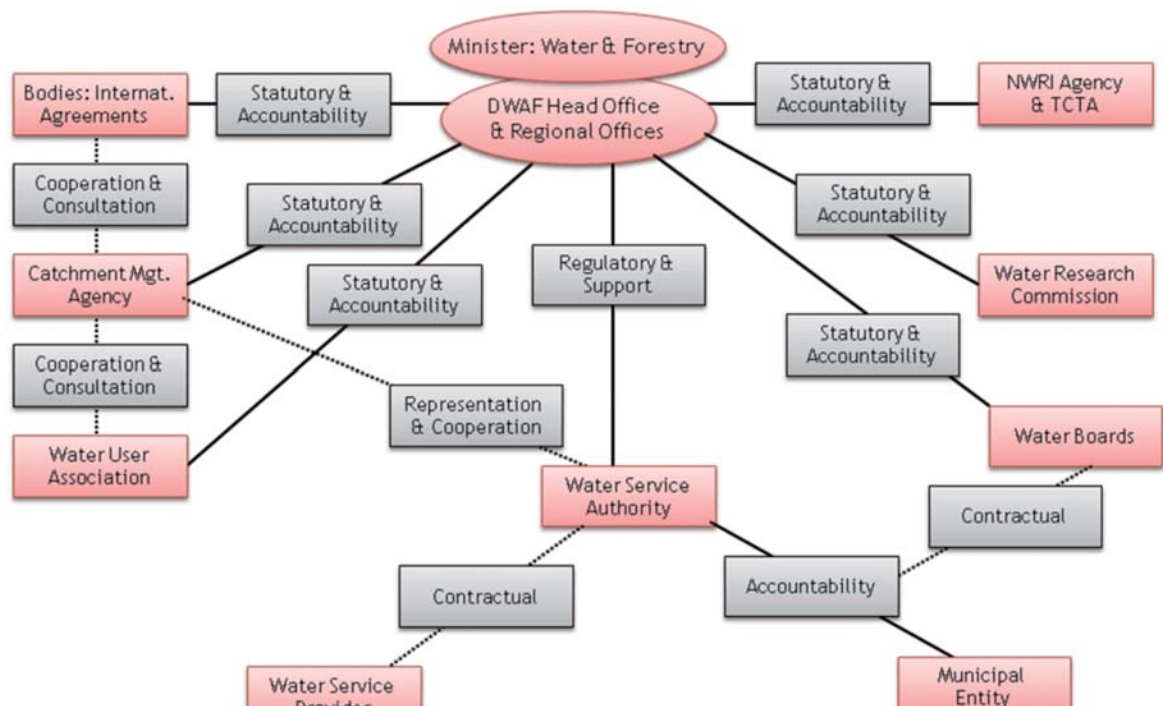 Minister: Water & Forestry
Bodies: Internat.
Agreements
Statutory &
Accountability
DWAF Head Office
& Regional Offices
Statutory &
Accountability
NWRI Agency
& TCTA
Cooperation &
Consultation
Statutory &
Accountability
Statutory &
Accountability
Catchment Mgt.
Agency
Statutory &
Accountability
Regulatory &
Support
Water Research
Commission
Statutory &
Accountability
Cooperation &
Consultation
Representation
& Cooperation
Water User
Association
Water Boards
Water Service
Authority
Contractual
Contractual
Accountability
Water Service
Provider
Municipal
Entity